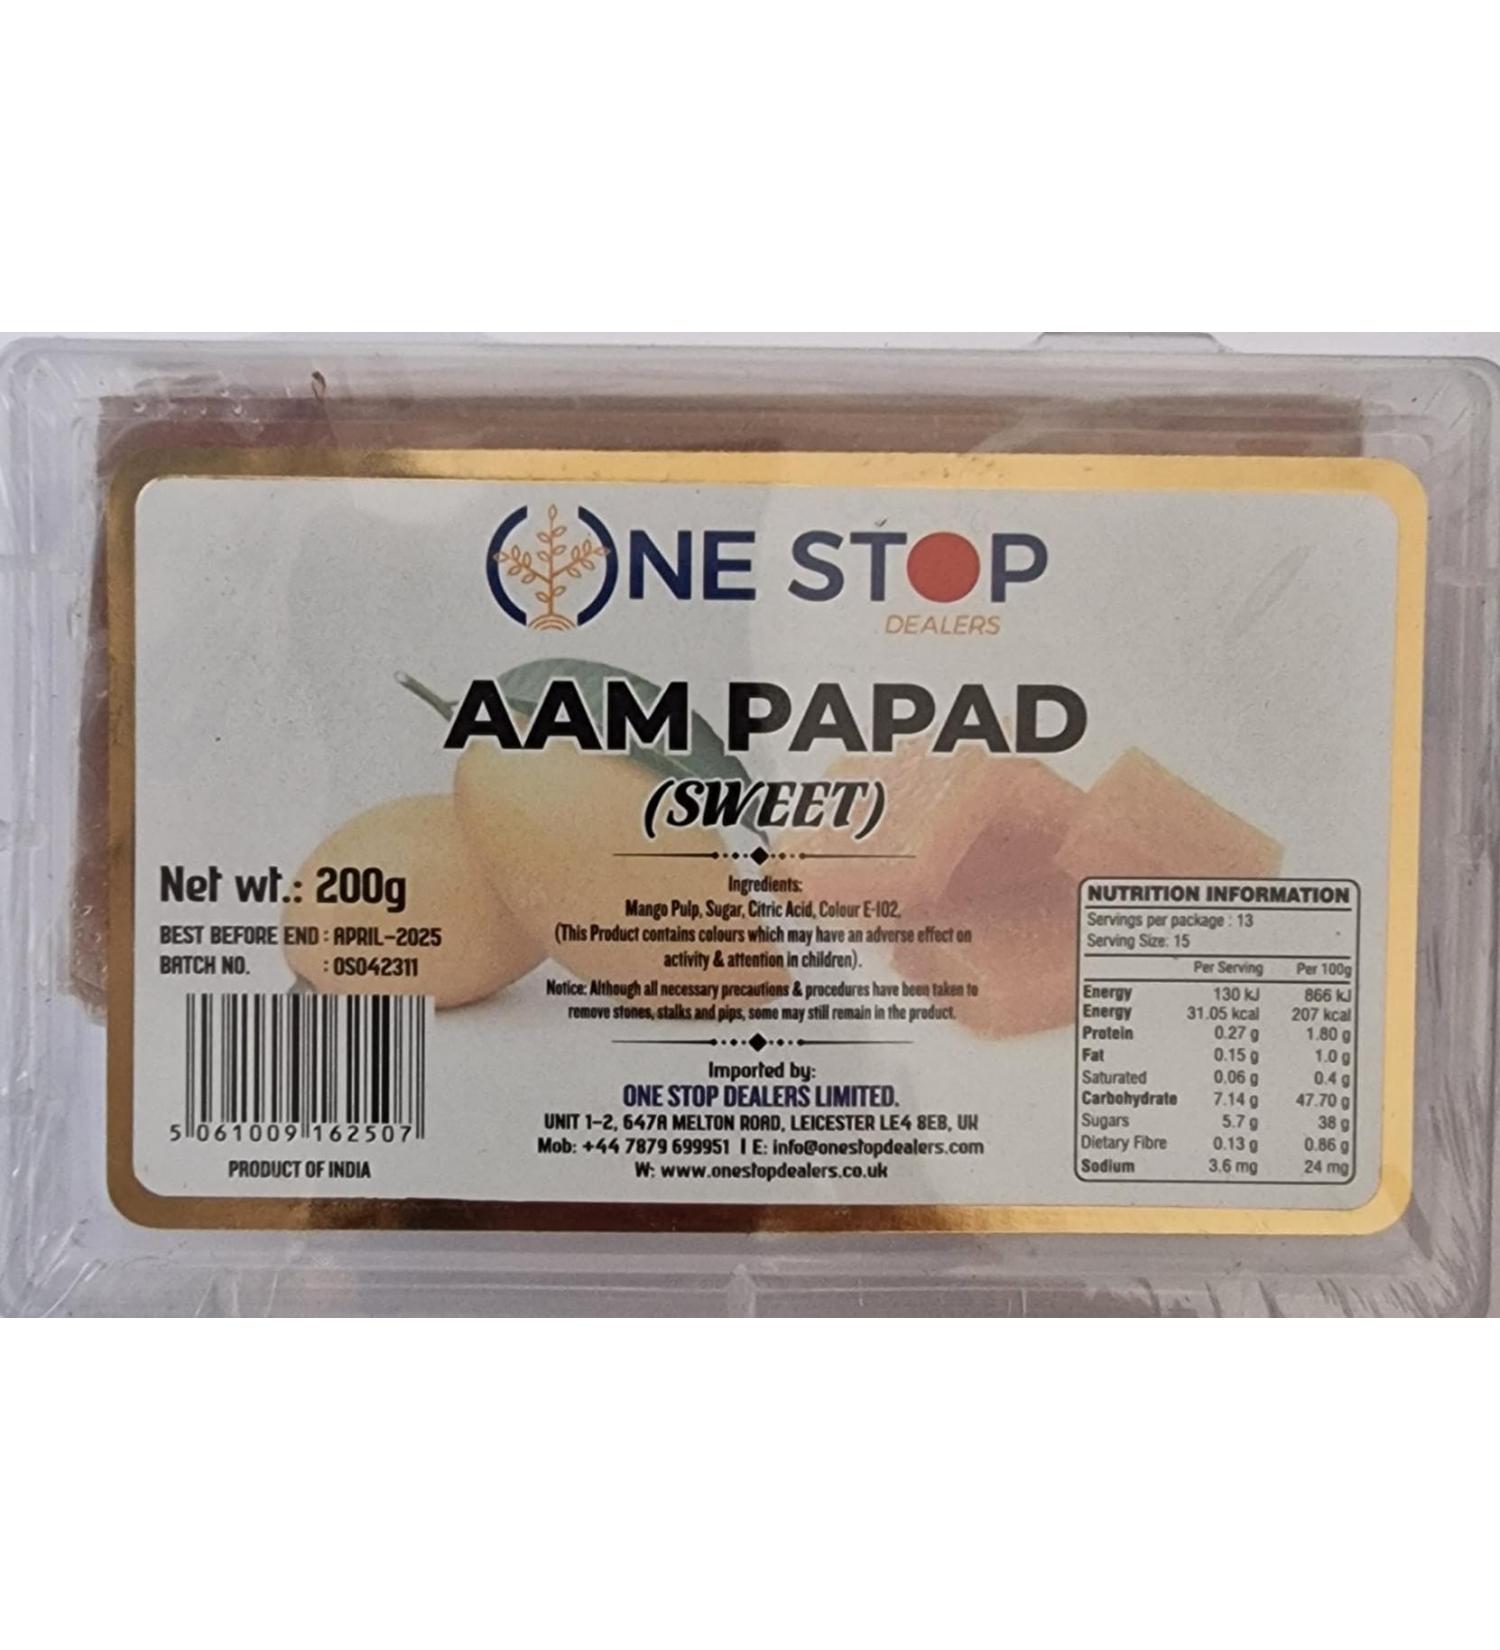 ONE STOP
DEALERS
AAM PAPAD
(SWEET)
Net wt.: 200g
BEST BEFORE END : APRIL-2025
BATCH NO. : OS042311
5 061009 162507
PRODUCT OF INDIA
Ingredients:
Mango Pulp, Sugar, Citric Acid, Colour E-102.
(This Product contains colours which may have an adverse effect on
activity & attention in children).
Notice: Although all necessary precautions & procedures have been taken to
remove stones, stalks and pips, some may still remain in the product.
Imported by:
ONE STOP DEALERS LIMITED.
UNIT 1-2, 647A MELTON ROAD, LEICESTER LE4 8EB, UK
Mob: +44 7879 699951 | E: info@onestopdealers.com
W: www.onestopdealers.co.uk
NUTRITION INFORMATION
Servings per package : 13
Serving Size: 15
Per Serving Per 100g
Energy 130 kJ 866 kJ
Energy 31.05 kcal 207 kcal
Protein 0.27 g 1.80 g
Fat 0.15 g 1.0 g
Saturated 0.06 g 0.4 g
Carbohydrate 7.14 g 47.70 g
Sugars 5.7 g 38 g
Dietary Fibre 0.13 g 0.86 g
Sodium 3.6 mg 24 mg